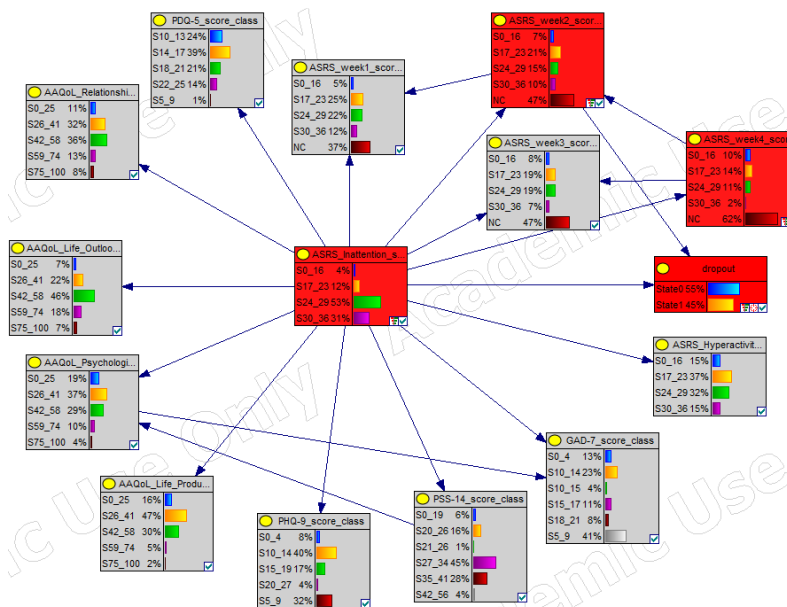 PDQ-5_score_class
S10_13 24%
S14_17 39%
S18_21 21%
S22_25 14%
S5_9 1%
ASRS_week2_scor...
S0_16 7%
S17_23 21%
S24_29 15%
S30_36 10%
NC 47%
ASRS_week1_scor...
S0_16 5%
S17_23 25%
S24_29 22%
S30_36 12%
NC 37%
AAQoL_Relationshi...
S0_25 11%
S26_41 32%
S42_58 36%
S59_74 13%
S75_100 8%
ASRS_week3_scor...
S0_16 8%
S17_23 19%
S24_29 19%
S30_36 7%
NC 47%
ASRS_week4_scor...
S0_16 10%
S17_23 14%
S24_29 11%
S30_36 2%
NC 62%
AAQoL_Life_Outloo...
S0_25 7%
S26_41 22%
S42_58 46%
S59_74 18%
S75_100 7%
ASRS_Inattention_s...
S0_16 4%
S17_23 12%
S24_29 53%
S30_36 31%
dropout
State0 55%
State1 45%
ASRS_Hyperactivit...
S0_16 15%
S17_23 37%
S24_29 32%
S30_36 15%
AAQoL_Psychologi...
S0_25 19%
S26_41 37%
S42_58 29%
S59_74 10%
S75_100 4%
GAD-7_score_class
S0_4 13%
S10_14 23%
S10_15 4%
S15_17 11%
S18_21 8%
S5_9 41%
AAQoL_Life_Produ...
S0_25 16%
S26_41 47%
S42_58 30%
S59_74 5%
S75_100 2%
PHQ-9_score_class
S0_4 8%
S10_14 40%
S15_19 17%
S20_27 4%
S5_9 32%
PSS-14_score_class
S0_19 6%
S20_26 16%
S21_26 1%
S27_34 45%
S35_41 28%
S42_56 4%
Academic Use Only
Academic Use